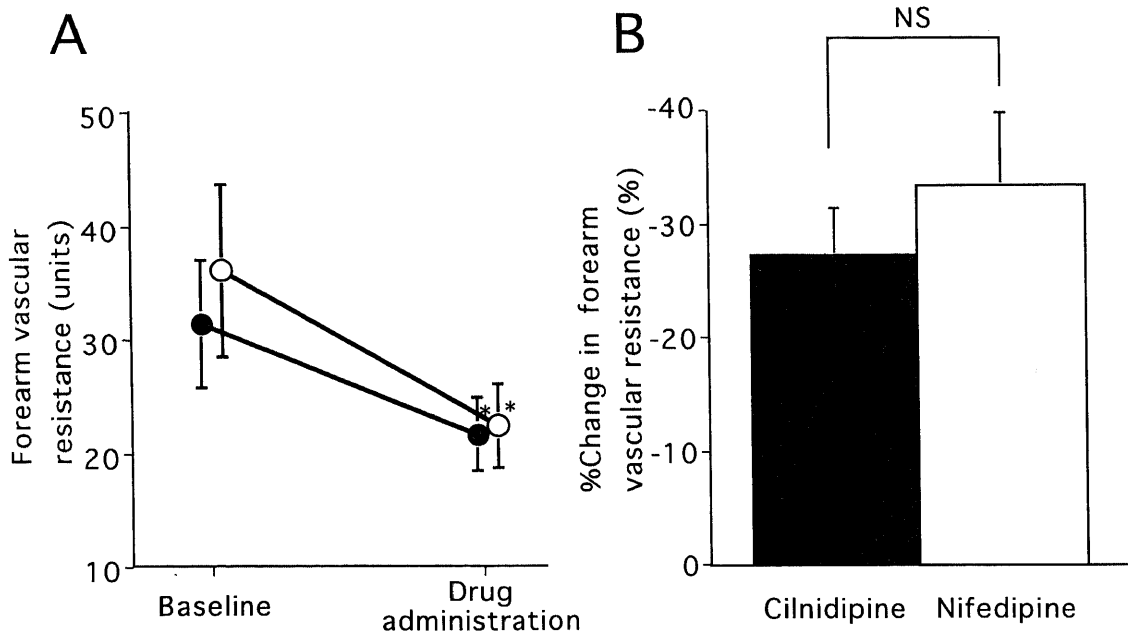 A
50
40
30
20
10
Forearm vascular
resistance (units)
*
*
Baseline
Drug
administration
B
NS
-40
-30
-20
-10
0
%Change in forearm
vascular resistance (%)
Cilnidipine
Nifedipine